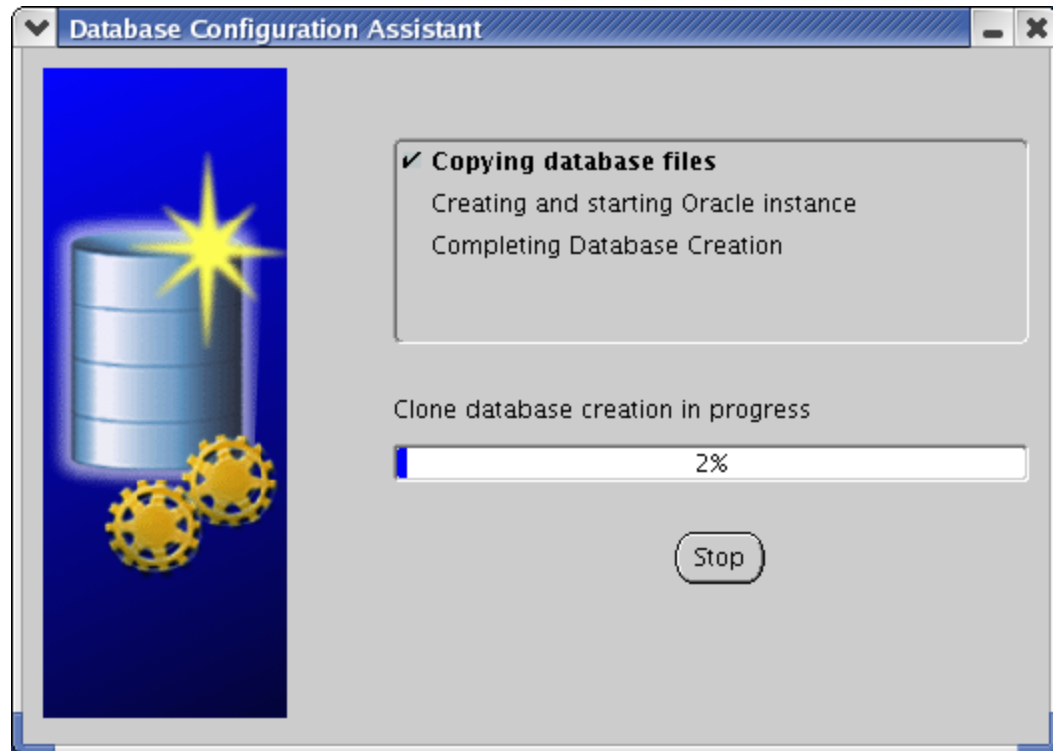 Database Configuration Assistant
Copying database files
Creating and starting Oracle instance
Completing Database Creation
Clone database creation in progress
2%
Stop